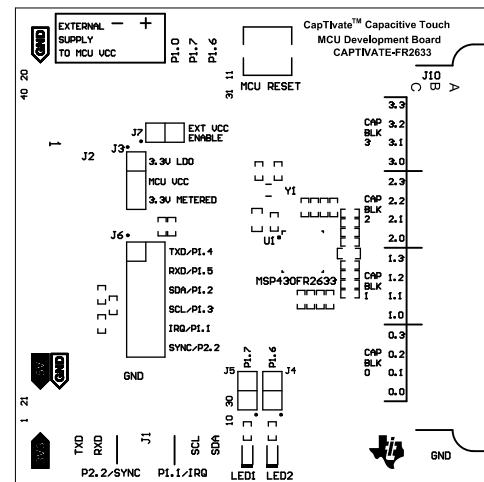 EXTERNAL - +
SUPPLY
TO MCU VCC
GND
P1.0
P1.7
P1.6
CapTIvate™ Capacitive Touch
MCU Development Board
CAPTIVATE-FR2633
J10
A
B
C
40 20
31 11
MCU RESET
1
J2
J7
EXT VCC
ENABLE
J3
3.3V LDO
MCU VCC
3.3V METERED
Y1
U1
MSP430FR2633
J6
TXD/P1.4
RXD/P1.5
SDA/P1.2
SCL/P1.3
IRQ/P1.1
SYNC/P2.2
GND
CAP
BLK
3
3.3
3.2
3.1
3.0
CAP
BLK
2
2.3
2.2
2.1
2.0
CAP
BLK
1
1.3
1.2
1.1
1.0
CAP
BLK
0
0.3
0.2
0.1
0.0
GND
P1.7
P1.6
J5
J4
1 21
10 30
TXD
RXD
J1
SCL
SDA
P2.2/SYNC
P1.1/IRQ
LED1
LED2
GND